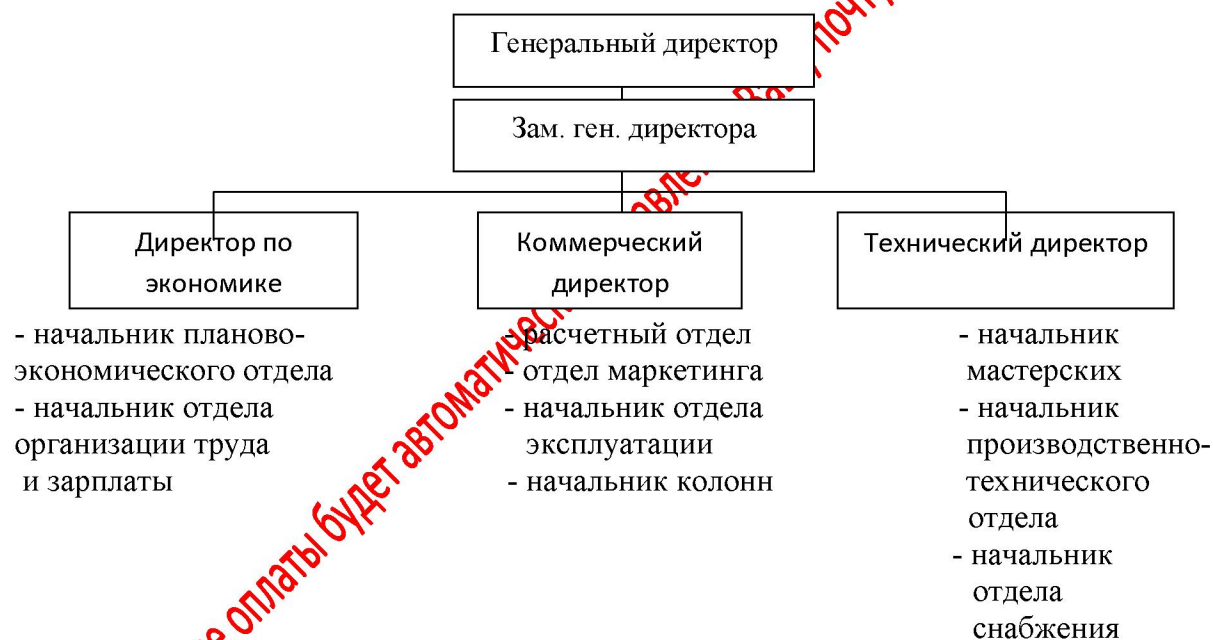 Генеральный директор
Зам. ген. директора
Директор по
экономике
Коммерческий
директор
Технический директор
- начальник планово-
экономического отдела
- начальник отдела
организации труда
и зарплаты
- расчетный отдел
- отдел маркетинга
- начальник отдела
эксплуатации
- начальник колонн
- начальник
мастерских
- начальник
производственно-
технического
отдела
- начальник
отдела
снабжения
оплаты будет